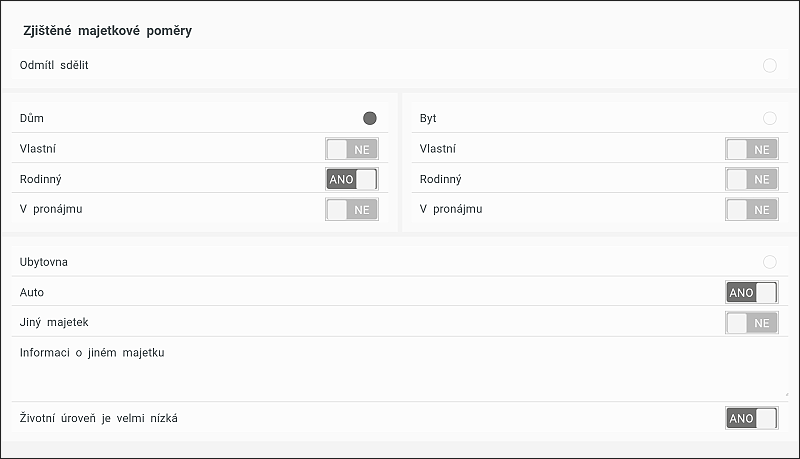 Zjištěné majetkové poměry
Odmítl sdělit
Dům
Vlastní NE
Rodinný ANO
V pronájmu NE
Byt
Vlastní NE
Rodinný NE
V pronájmu NE
Ubytovna
Auto ANO
Jiný majetek NE
Informaci o jiném majetku
Životní úroveň je velmi nízká ANO